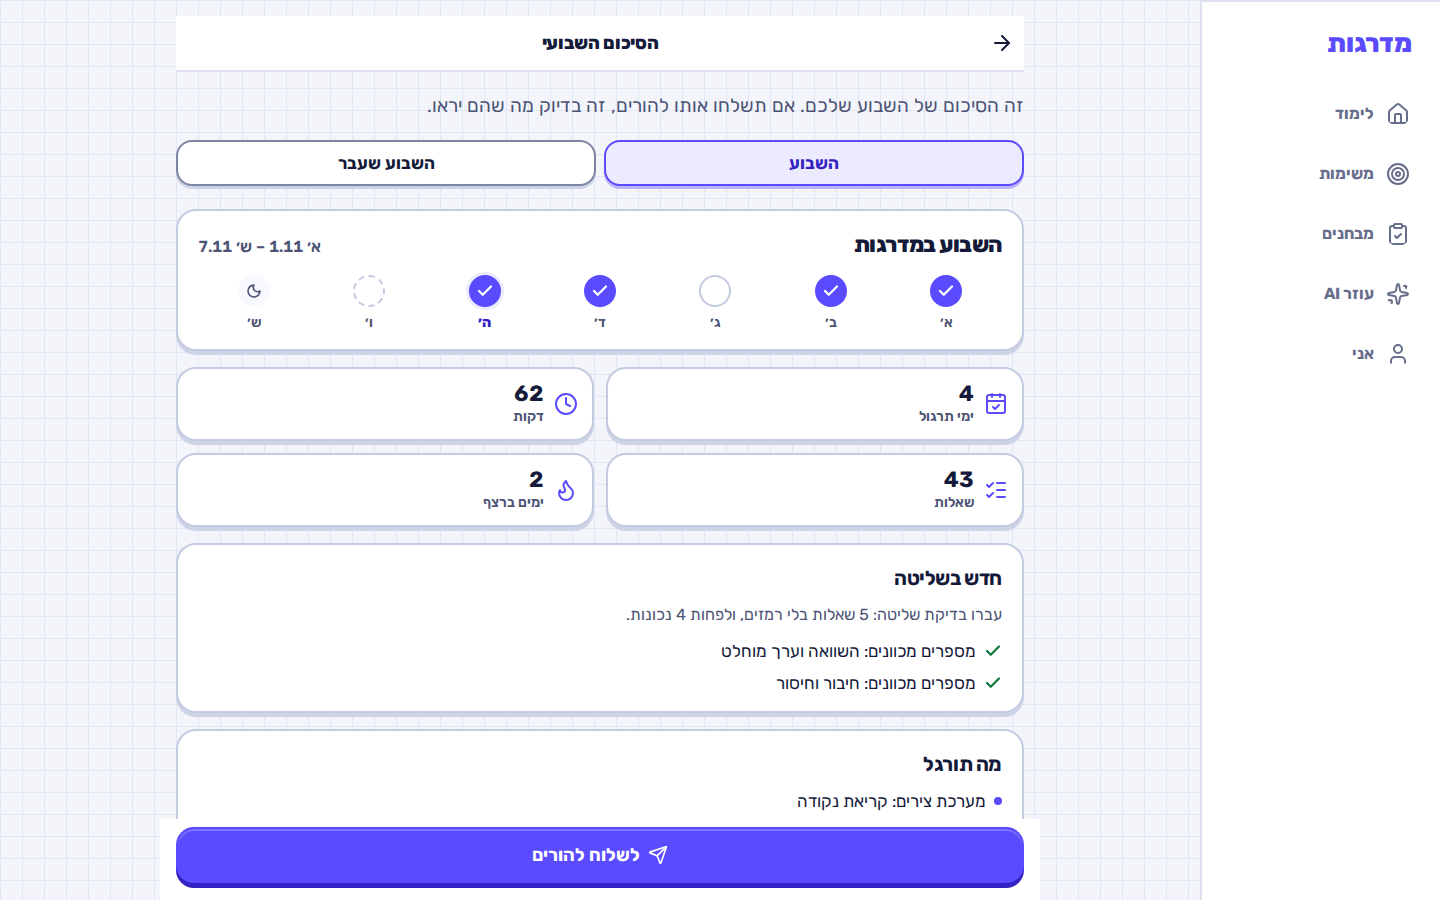 מדרגות
לימוד
משימות
מבחנים
עוזר AI
אני
הסיכום השבועי
זה הסיכום של השבוע שלכם. אם תשלחו אותו להורים, זה בדיוק מה שהם יראו.
השבוע
השבוע שעבר
השבוע במדרגות
א׳ 1.11 – ש׳ 7.11
א׳ ב׳ ג׳ ד׳ ה׳ ו׳ ש׳
4
ימי תרגול
62
דקות
43
שאלות
2
ימים ברצף
חדש בשליטה
עברו בדיקת שליטה: 5 שאלות בלי רמזים, ולפחות 4 נכונות.
מספרים מכוונים: השוואה וערך מוחלט
מספרים מכוונים: חיבור וחיסור
מה תורגל
מערכת צירים: קריאת נקודה
לשלוח להורים